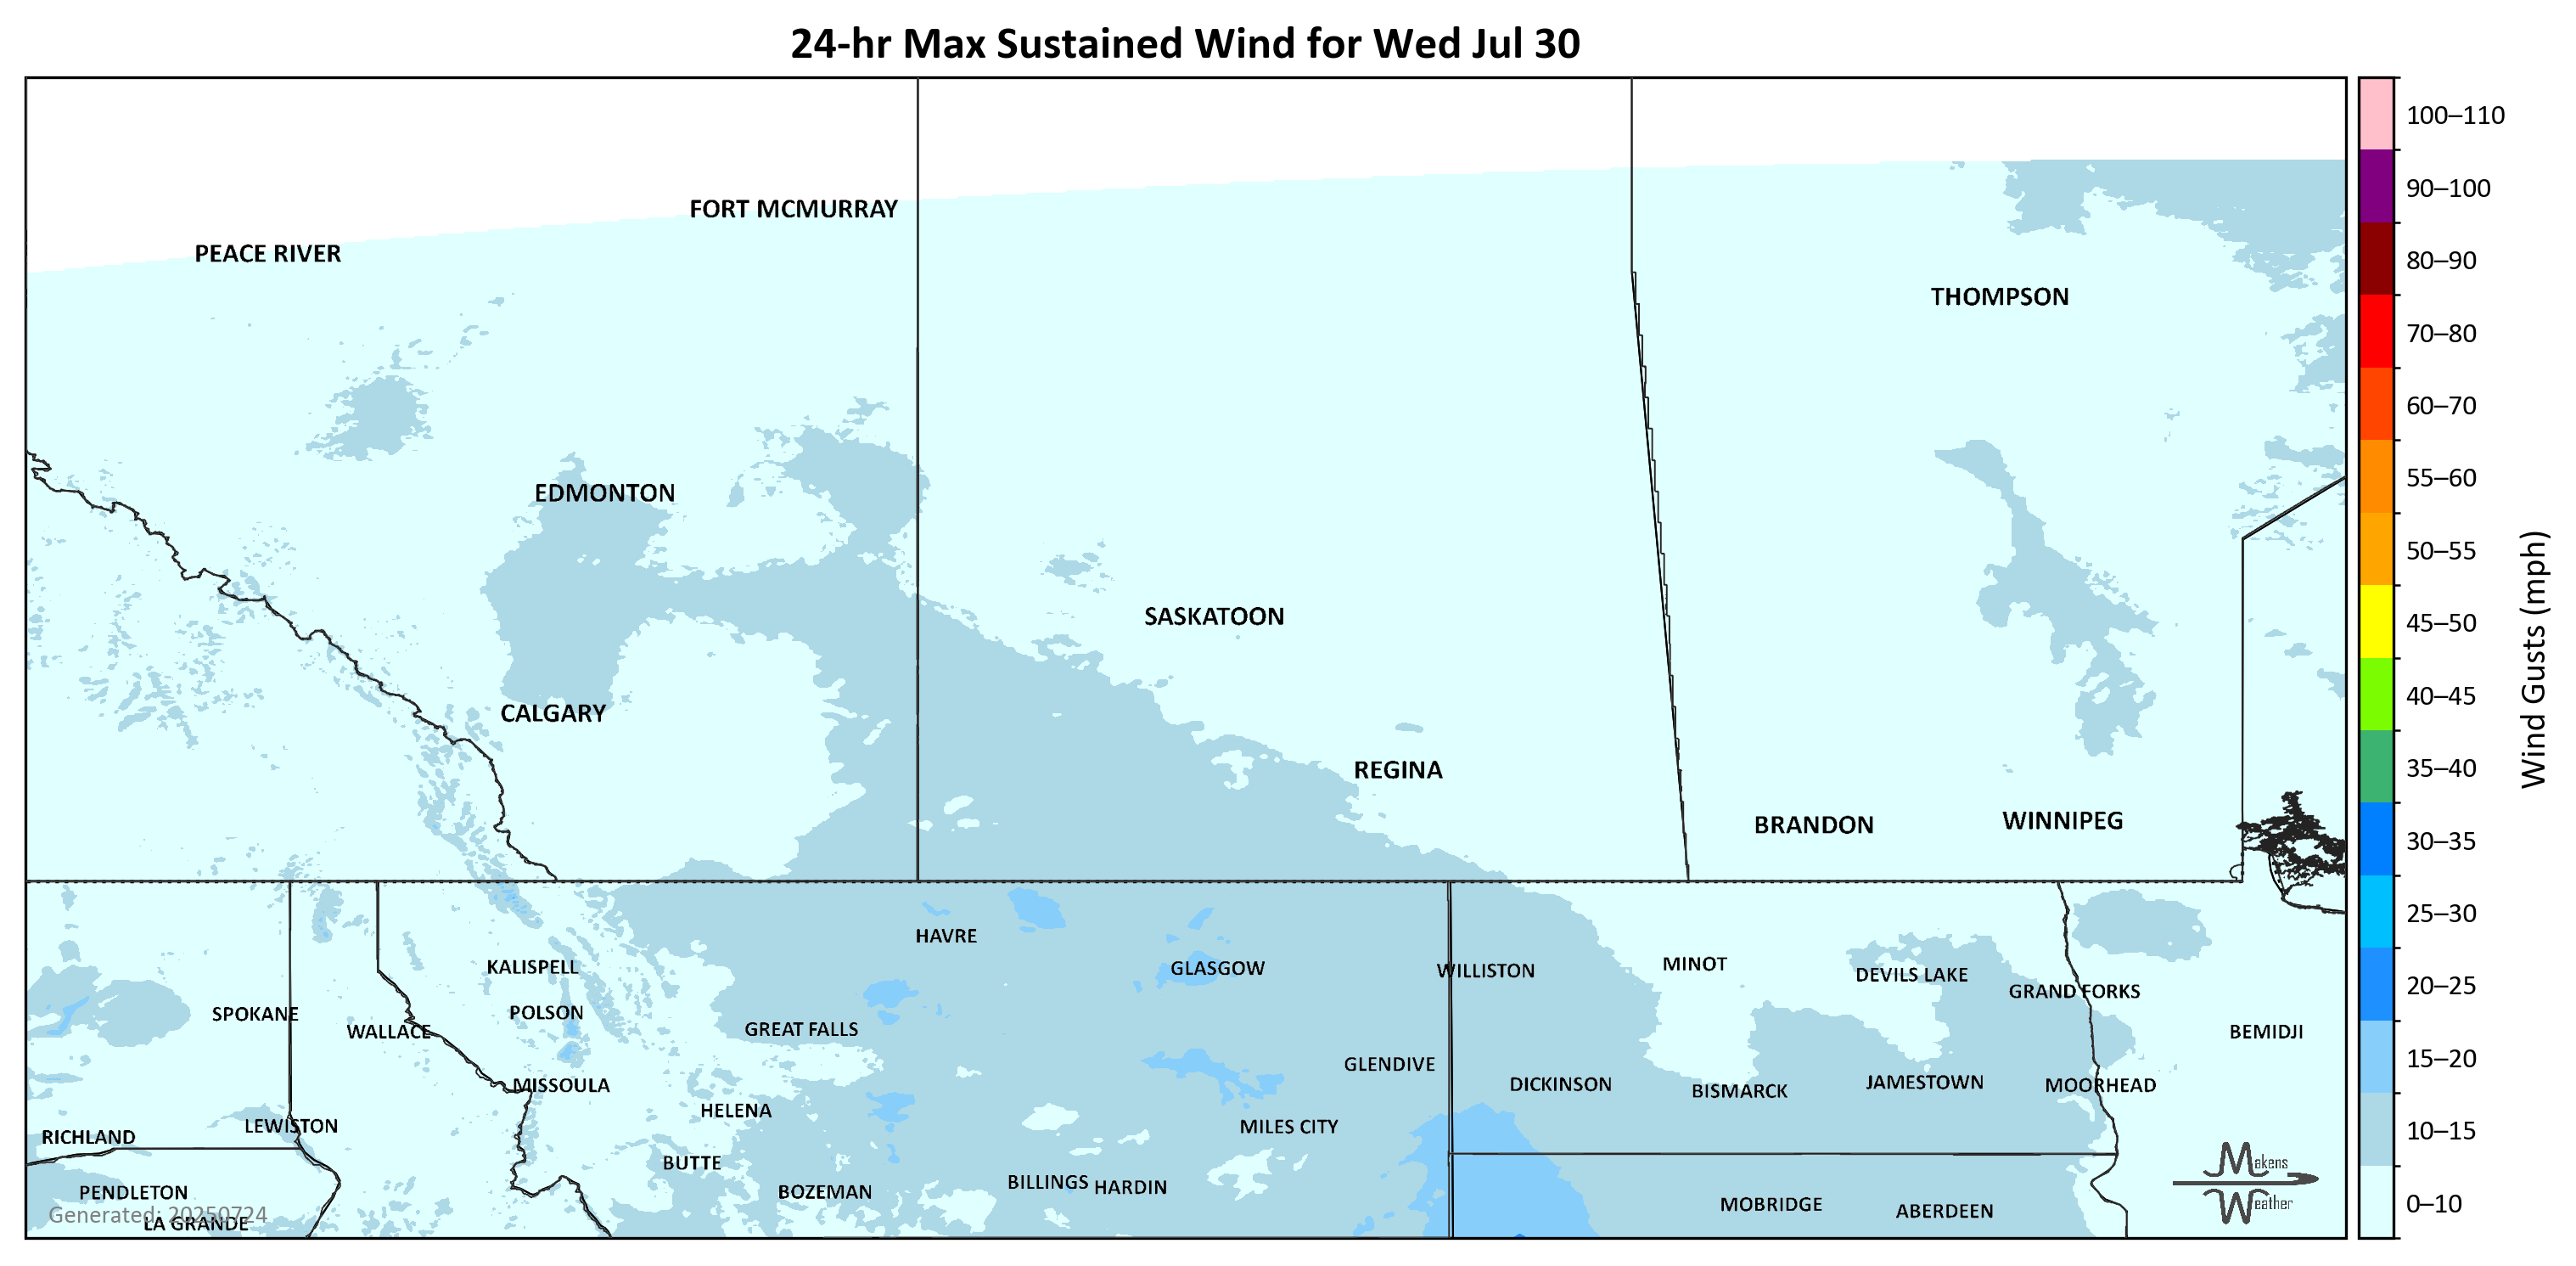 24-hr Max Sustained Wind for Wed Jul 30
FORT MCMURRAY
PEACE RIVER
THOMPSON
EDMONTON
SASKATOON
CALGARY
REGINA
BRANDON
WINNIPEG
HAVRE
KALISPELL
GLASGOW
WILLISTON
MINOT
DEVILS LAKE
GRAND FORKS
SPOKANE
POLSON
WALLACE
GREAT FALLS
BEMIDJI
MISSOULA
GLENDIVE
DICKINSON
BISMARCK
JAMESTOWN
MOORHEAD
HELENA
LEWISTON
RICHLAND
MILES CITY
BUTTE
PENDLETON
BOZEMAN
BILLINGS
HARDIN
MOBRIDGE
ABERDEEN
Generated: 20250724
LA GRANDE
Makens
Weather
100–110
90–100
80–90
70–80
60–70
55–60
50–55
45–50
40–45
35–40
30–35
25–30
20–25
15–20
10–15
0–10
Wind Gusts (mph)